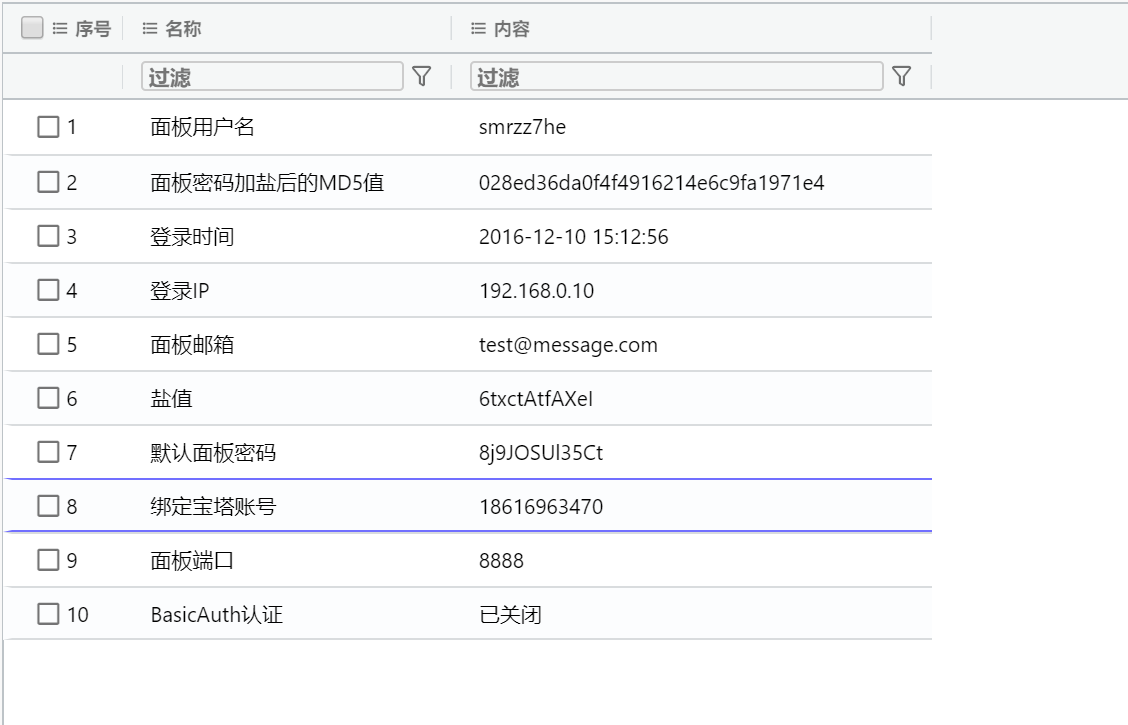 序号 名称 内容
过滤 过滤
1 面板用户名 smrzz7he
2 面板密码加盐后的MD5值 028ed36da0f4f4916214e6c9fa1971e4
3 登录时间 2016-12-10 15:12:56
4 登录IP 192.168.0.10
5 面板邮箱 test@message.com
6 盐值 6txctAtfAXeI
7 默认面板密码 8j9JOSUl35Ct
8 绑定宝塔账号 18616963470
9 面板端口 8888
10 BasicAuth认证 已关闭